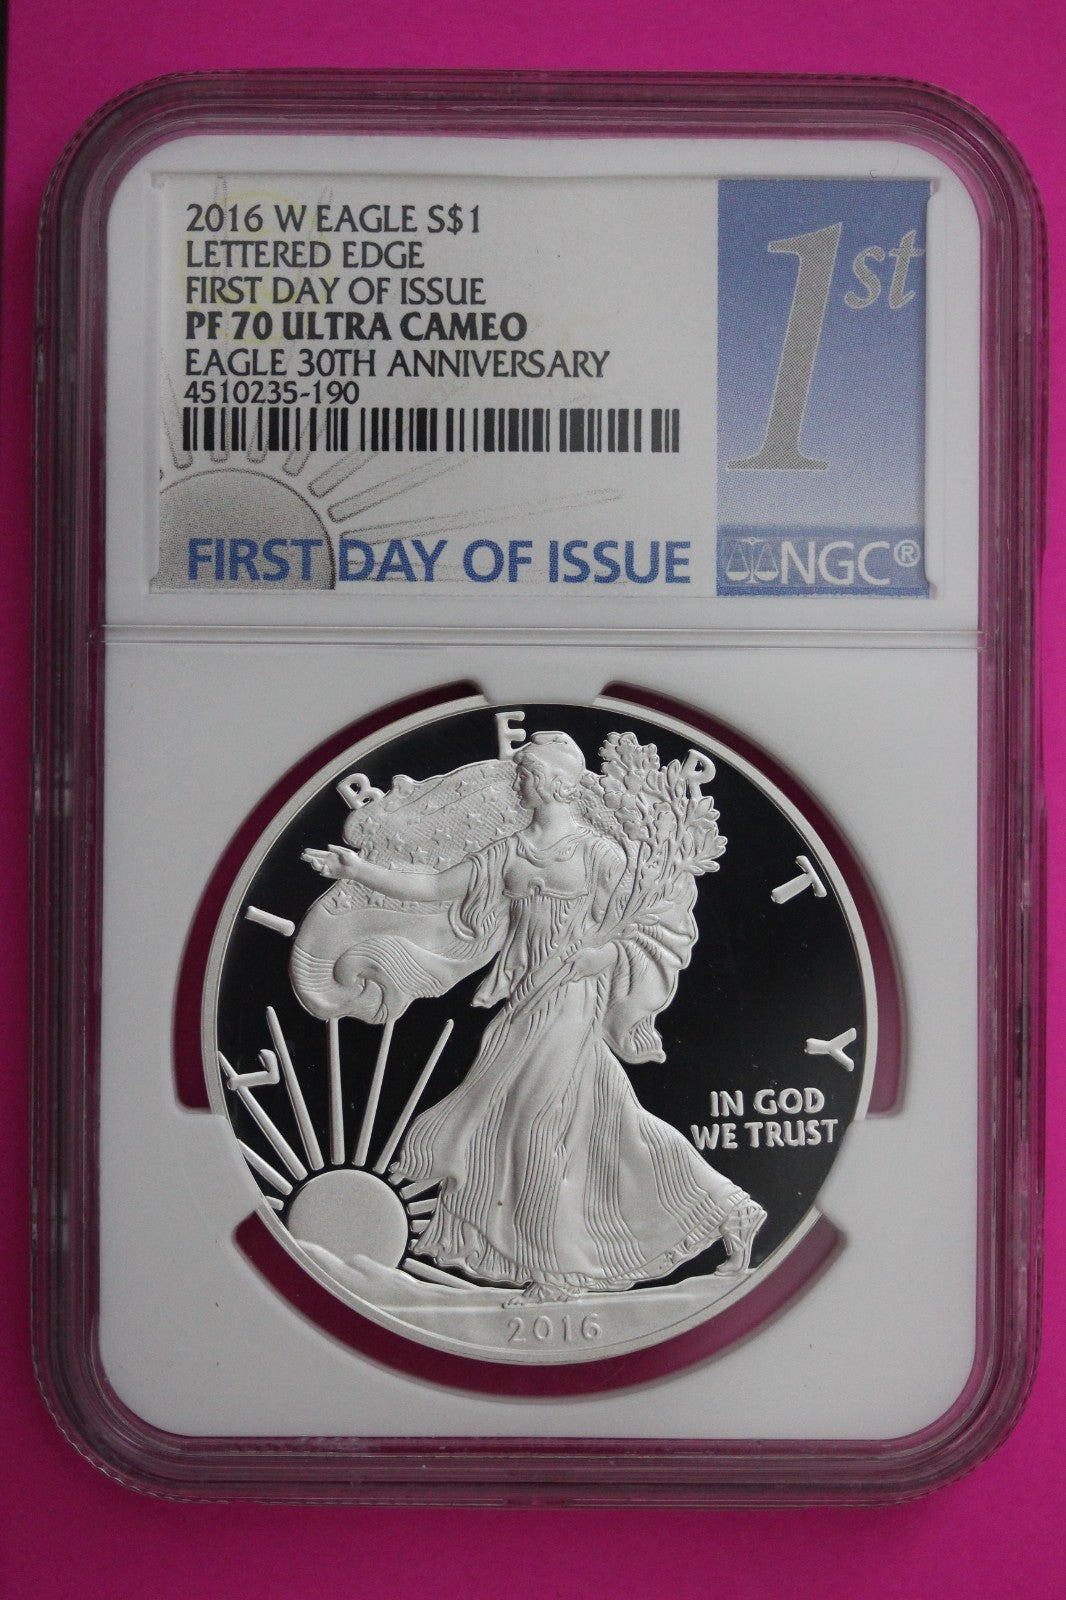 2016 W EAGLE S$1
LETTERED EDGE
FIRST DAY OF ISSUE
PF 70 ULTRA CAMEO
EAGLE 30TH ANNIVERSARY
4510235-190
1st
FIRST DAY OF ISSUE
NGC®
LIBERTY
IN GOD
WE TRUST
2016